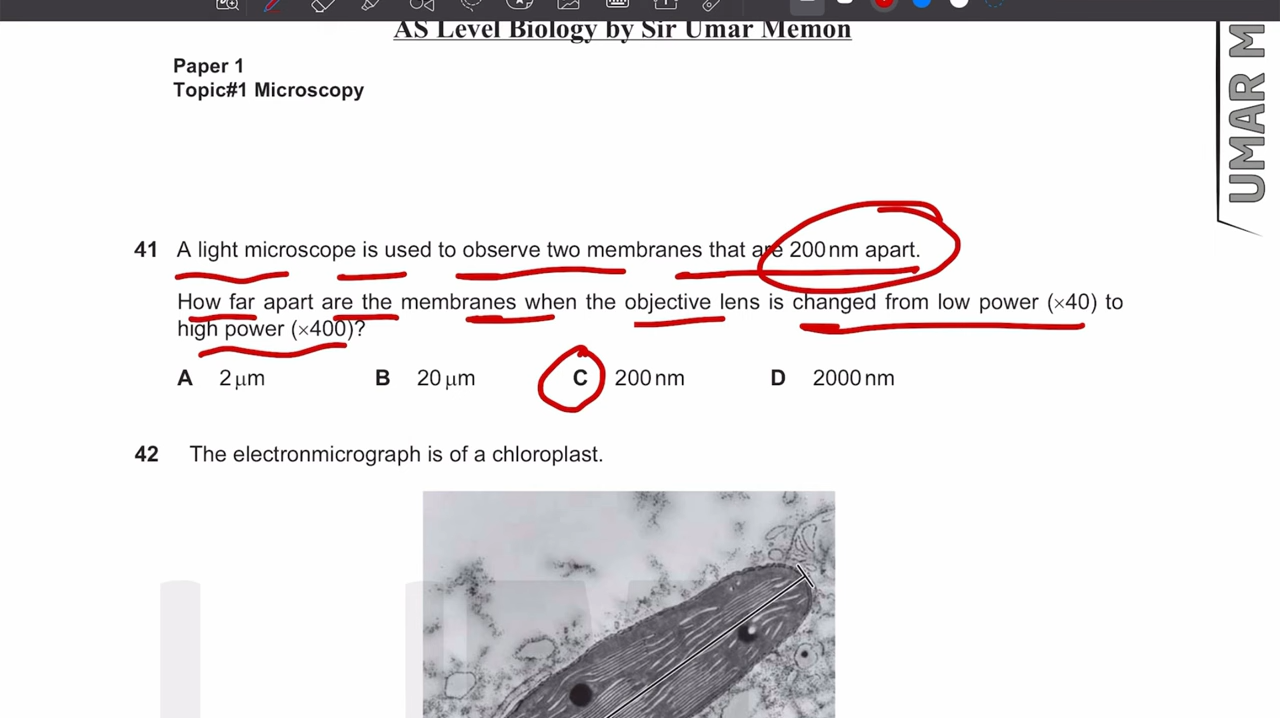 AS Level Biology by Sir Umar Memon
Paper 1
Topic#1 Microscopy
UMAR M
41 A light microscope is used to observe two membranes that are 200 nm apart.
How far apart are the membranes when the objective lens is changed from low power (×40) to
high power (×400)?
A 2 μm B 20 μm C 200 nm D 2000 nm
42 The electronmicrograph is of a chloroplast.